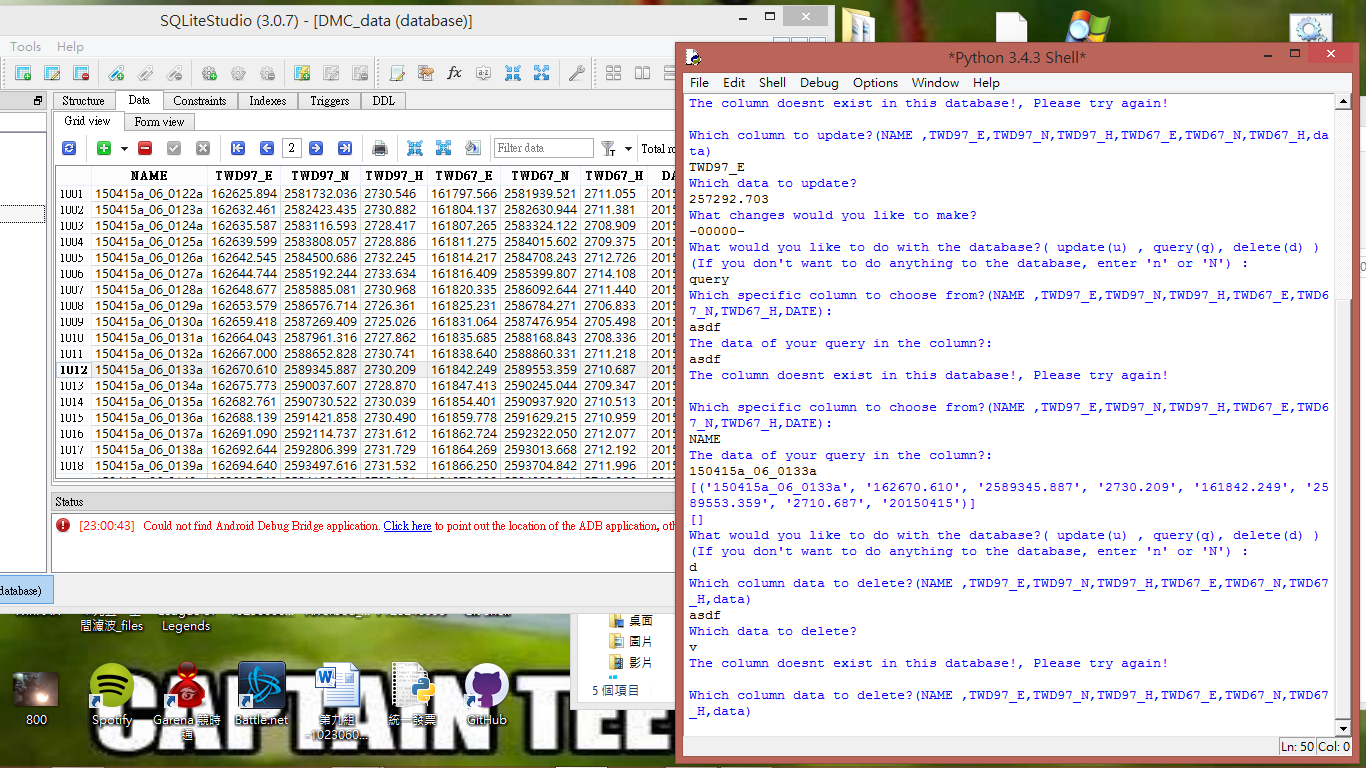 SQLiteStudio (3.0.7) - [DMC_data (database)]
Tools Help
Structure Data Constraints Indexes Triggers DDL
Grid view Form view
2 Filter data Total ro
NAME TWD97_E TWD97_N TWD97_H TWD67_E TWD67_N TWD67_H DA
1001 150415a_06_0122a 162625.894 2581732.036 2730.546 161797.566 2581939.521 2711.055 2015
1002 150415a_06_0123a 162632.461 2582423.435 2730.882 161804.137 2582630.944 2711.381 2015
1003 150415a_06_0124a 162635.587 2583116.593 2728.417 161807.265 2583324.122 2708.909 2015
1004 150415a_06_0125a 162639.599 2583808.057 2728.886 161811.275 2584015.602 2709.375 2015
1005 150415a_06_0126a 162642.545 2584500.686 2732.245 161814.217 2584708.243 2712.726 2015
1006 150415a_06_0127a 162644.744 2585192.244 2733.634 161816.409 2585399.807 2714.108 2015
1007 150415a_06_0128a 162648.677 2585885.081 2730.968 161820.335 2586092.644 2711.440 2015
1008 150415a_06_0129a 162653.579 2586576.714 2726.361 161825.231 2586784.271 2706.833 2015
1009 150415a_06_0130a 162659.418 2587269.409 2725.026 161831.064 2587476.954 2705.498 2015
1010 150415a_06_0131a 162664.043 2587961.316 2727.862 161835.685 2588168.843 2708.336 2015
1011 150415a_06_0132a 162667.000 2588652.828 2730.741 161838.640 2588860.331 2711.218 2015
1012 150415a_06_0133a 162670.610 2589345.887 2730.209 161842.249 2589553.359 2710.687 2015
1013 150415a_06_0134a 162675.773 2590037.607 2728.870 161847.413 2590245.044 2709.347 2015
1014 150415a_06_0135a 162682.761 2590730.522 2730.039 161854.401 2590937.920 2710.513 2015
1015 150415a_06_0136a 162688.139 2591421.858 2730.490 161859.778 2591629.215 2710.959 2015
1016 150415a_06_0137a 162691.090 2592114.737 2731.612 161862.724 2592322.050 2712.077 2015
1017 150415a_06_0138a 162692.644 2592806.399 2731.729 161864.269 2593013.668 2712.192 2015
1018 150415a_06_0139a 162694.640 2593497.616 2731.532 161866.250 2593704.842 2711.996 2015
Status
[23:00:43] Could not find Android Debug Bridge application. Click here to point out the location of the ADB application, oth
database)
間濾波_files
Legends
桌面
圖片
影片
5 個項目
800
Spotify
Garena 競時通
Battle.net
第九組-1023060...
統一發票
GitHub
CAPTAIN TEE
*Python 3.4.3 Shell*
File Edit Shell Debug Options Window Help
The column doesnt exist in this database!, Please try again!
Which column to update?(NAME ,TWD97_E,TWD97_N,TWD97_H,TWD67_E,TWD67_N,TWD67_H,da
ta)
TWD97_E
Which data to update?
257292.703
What changes would you like to make?
-00000-
What would you like to do with the database?( update(u) , query(q), delete(d) )
(If you don't want to do anything to the database, enter 'n' or 'N') :
query
Which specific column to choose from?(NAME ,TWD97_E,TWD97_N,TWD97_H,TWD67_E,TWD6
7_N,TWD67_H,DATE):
asdf
The data of your query in the column?:
asdf
The column doesnt exist in this database!, Please try again!
Which specific column to choose from?(NAME ,TWD97_E,TWD97_N,TWD97_H,TWD67_E,TWD6
7_N,TWD67_H,DATE):
NAME
The data of your query in the column?:
150415a_06_0133a
[('150415a_06_0133a', '162670.610', '2589345.887', '2730.209', '161842.249', '25
89553.359', '2710.687', '20150415')]
[]
What would you like to do with the database?( update(u) , query(q), delete(d) )
(If you don't want to do anything to the database, enter 'n' or 'N') :
d
Which column data to delete?(NAME ,TWD97_E,TWD97_N,TWD97_H,TWD67_E,TWD67_N,TWD67
_H,data)
asdf
Which data to delete?
v
The column doesnt exist in this database!, Please try again!
Which column data to delete?(NAME ,TWD97_E,TWD97_N,TWD97_H,TWD67_E,TWD67_N,TWD67
_H,data)
Ln: 50 Col: 0